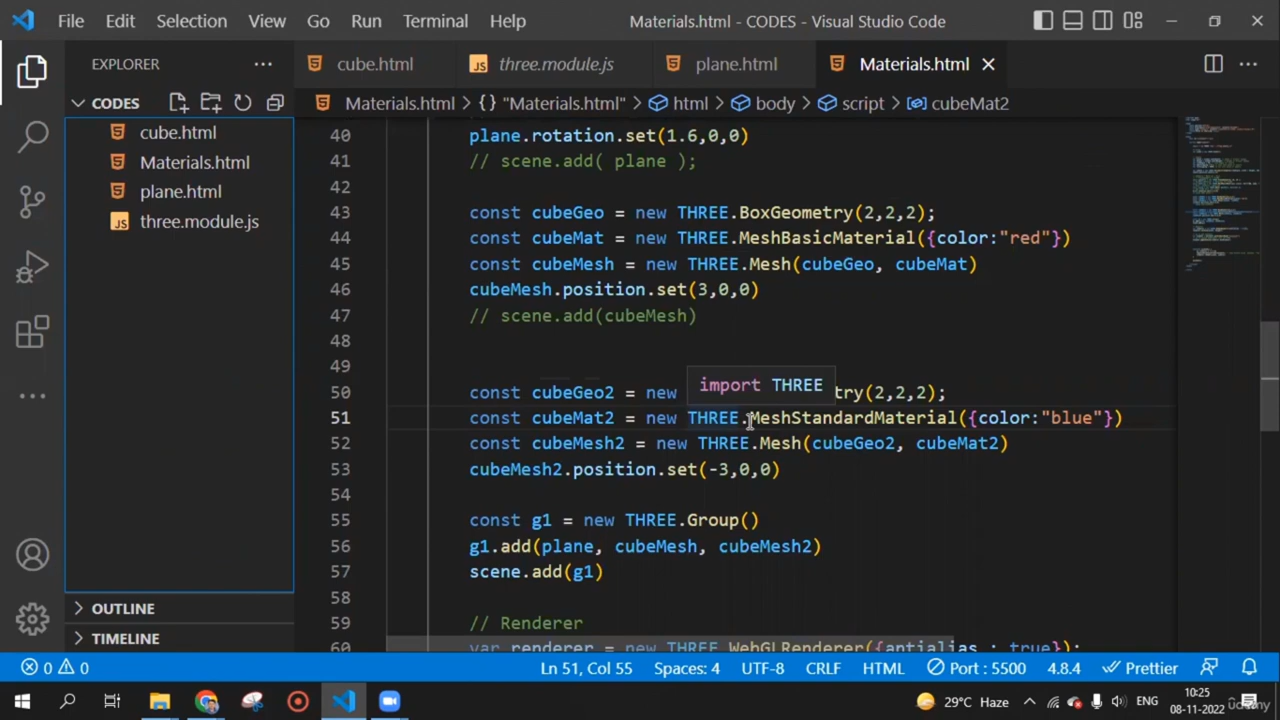 File Edit Selection View Go Run Terminal Help Materials.html - CODES - Visual Studio Code
EXPLORER
cube.html three.module.js plane.html Materials.html
CODES
Materials.html > "Materials.html" > html > body > script > cubeMat2
cube.html
Materials.html
plane.html
three.module.js
40 plane.rotation.set(1.6,0,0)
41 // scene.add( plane );
42
43 const cubeGeo = new THREE.BoxGeometry(2,2,2);
44 const cubeMat = new THREE.MeshBasicMaterial({color:"red"})
45 const cubeMesh = new THREE.Mesh(cubeGeo, cubeMat)
46 cubeMesh.position.set(3,0,0)
47 // scene.add(cubeMesh)
48
49
import THREE
50 const cubeGeo2 = new try(2,2,2);
51 const cubeMat2 = new THREE.MeshStandardMaterial({color:"blue"})
52 const cubeMesh2 = new THREE.Mesh(cubeGeo2, cubeMat2)
53 cubeMesh2.position.set(-3,0,0)
54
55 const g1 = new THREE.Group()
56 g1.add(plane, cubeMesh, cubeMesh2)
57 scene.add(g1)
58
59 // Renderer
60 var renderer = new THREE.WebGLRenderer({antialias : true});
OUTLINE
TIMELINE
0 0 Ln 51, Col 55 Spaces: 4 UTF-8 CRLF HTML Port : 5500 4.8.4 Prettier
29°C Haze ENG 10:25
08-11-2022
Udemy